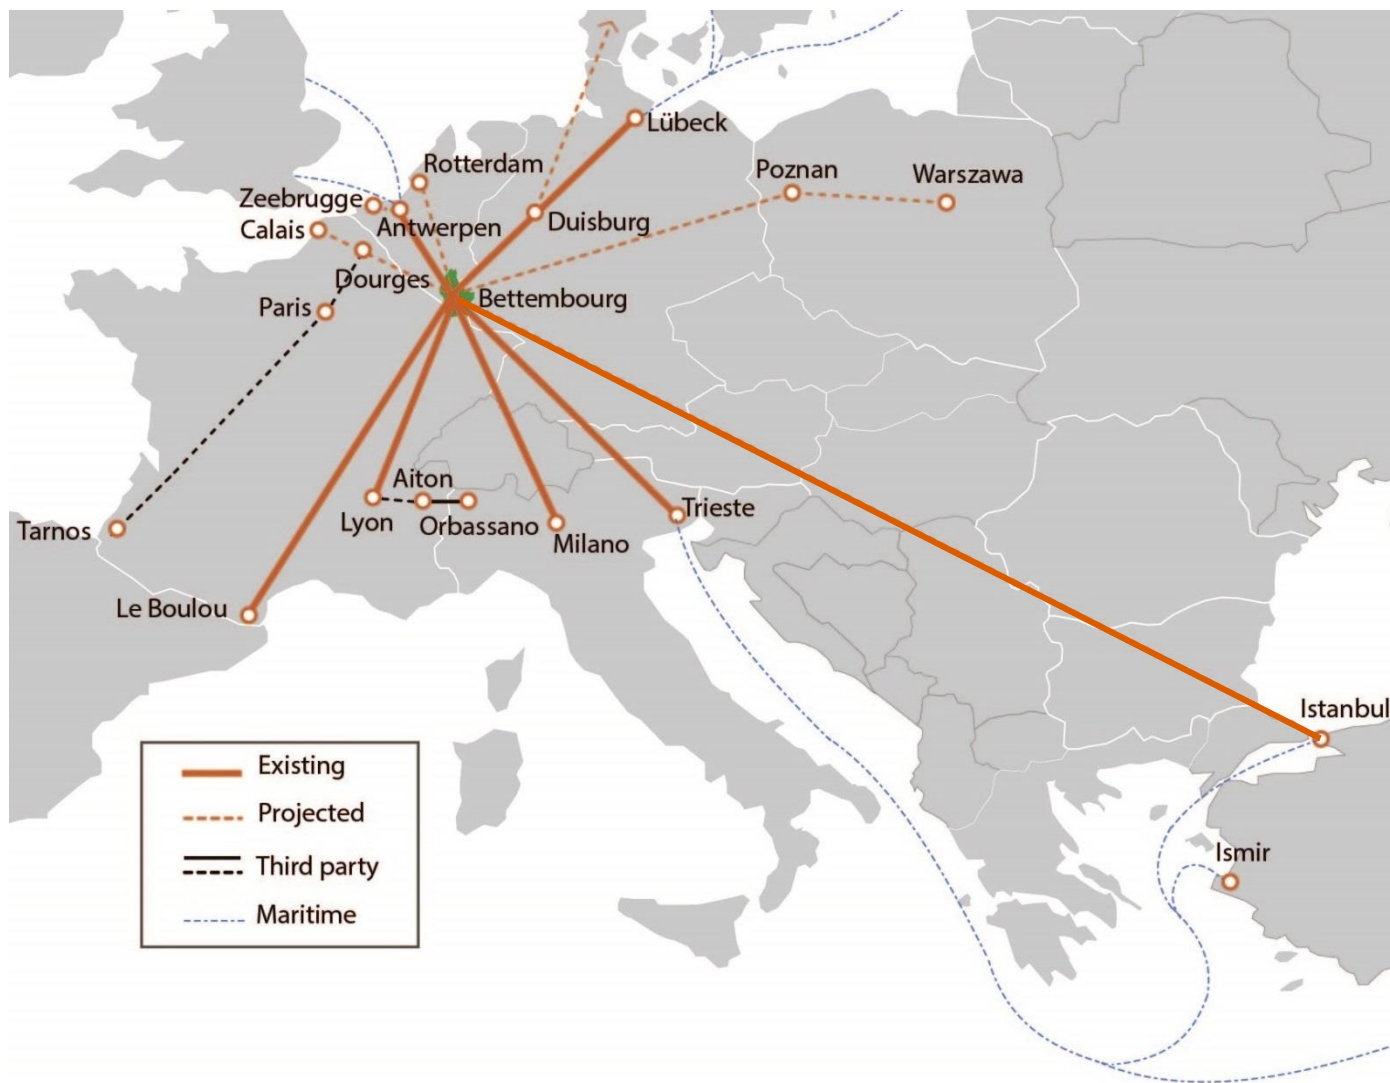 Lübeck
Rotterdam
Poznan
Warszawa
Zeebrugge
Calais
Antwerpen
Duisburg
Dourges
Bettembourg
Paris
Aiton
Lyon
Orbassano
Milano
Trieste
Tarnos
Le Boulou
Istanbul
Ismir
Existing
Projected
Third party
Maritime